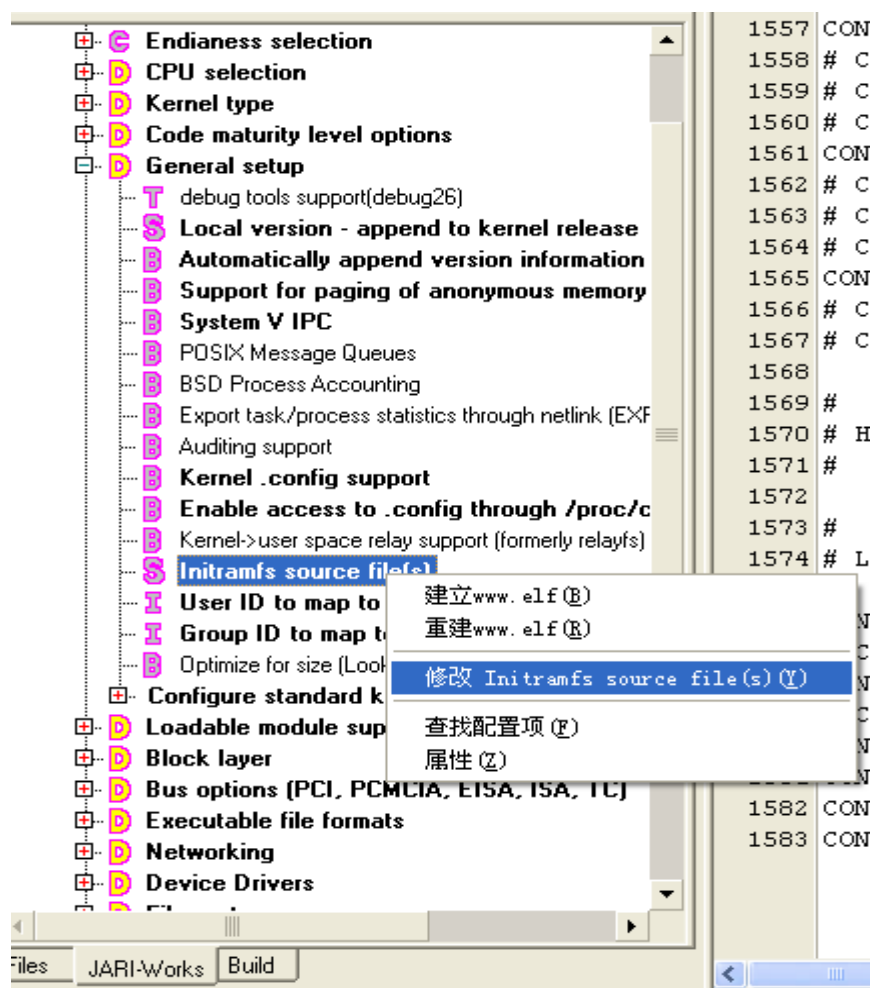 Endianess selection
CPU selection
Kernel type
Code maturity level options
General setup
debug tools support(debug26)
Local version - append to kernel release
Automatically append version information
Support for paging of anonymous memory
System V IPC
POSIX Message Queues
BSD Process Accounting
Export task/process statistics through netlink (EXF
Auditing support
Kernel .config support
Enable access to .config through /proc/c
Kernel->user space relay support (formerly relayfs)
Initramfs source file(s)
User ID to map to
Group ID to map t
Optimize for size (Look
Configure standard k
Loadable module sup
Block layer
Bus options (PCI, PCMCIA, EISA, ISA, TC)
Executable file formats
Networking
Device Drivers
建立www.elf(B)
重建www.elf(R)
修改 Initramfs source file(s)(Y)
查找配置项(F)
属性(Z)
Files JARI-Works Build
1557 CON
1558 # C
1559 # C
1560 # C
1561 CON
1562 # C
1563 # C
1564 # C
1565 CON
1566 # C
1567 # C
1568
1569 #
1570 # H
1571 #
1572
1573 #
1574 # L
1582 CON
1583 CON